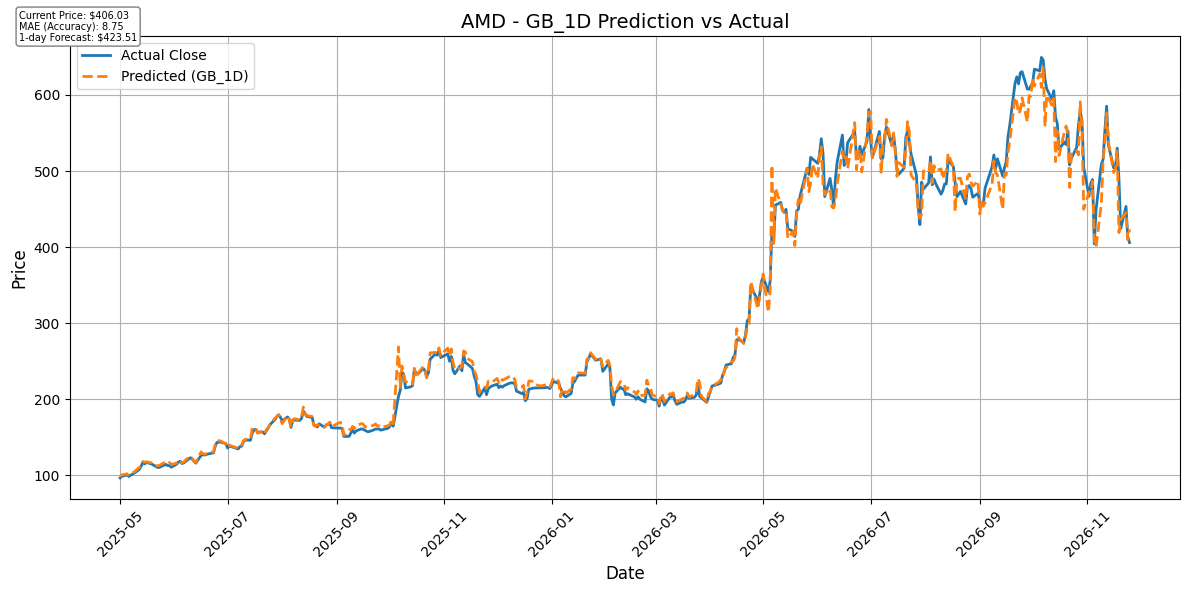 Current Price: $406.03
MAE (Accuracy): 8.75
1-day Forecast: $423.51
AMD - GB_1D Prediction vs Actual
Actual Close
Predicted (GB_1D)
Price
600
500
400
300
200
100
2025-05
2025-07
2025-09
2025-11
2026-01
2026-03
2026-05
2026-07
2026-09
2026-11
Date